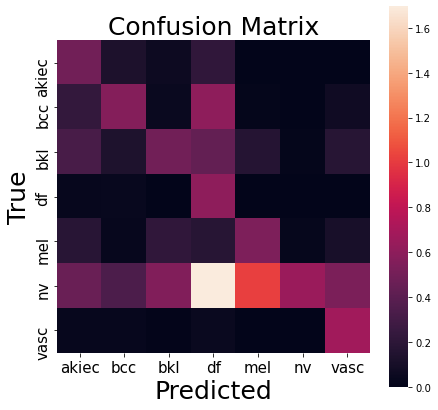 Confusion Matrix
True
akiec
bcc
bkl
df
mel
nv
vasc
akiec bcc bkl df mel nv vasc
Predicted
1.6
1.4
1.2
1.0
0.8
0.6
0.4
0.2
0.0